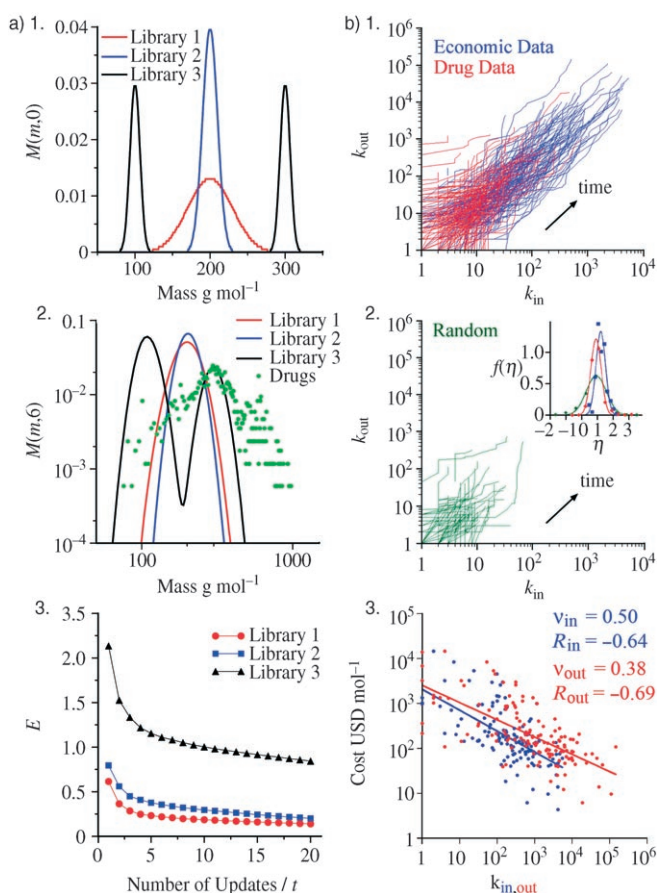 a) 1.
Library 1
Library 2
Library 3
0.04
0.03
0.02
0.01
0
M(m,0)
100
200
300
Mass g mol⁻¹
2.
Library 1
Library 2
Library 3
Drugs
0.1
10⁻²
10⁻³
10⁻⁴
M(m,6)
100
1000
Mass g mol⁻¹
3.
Library 1
Library 2
Library 3
3.5
2.0
1.5
1.0
0.5
0
E
0
5
10
15
20
Number of Updates / t
b) 1.
Economic Data
Drug Data
10⁶
10⁵
10⁴
10³
10²
10
1
k_out
time
1
10
10²
10³
10⁴
k_in
2.
Random
10⁶
10⁵
10⁴
10³
10²
10
1
k_out
1.0
0.5
0
f(η)
−2
−1
0
1
2
3
η
time
1
10
10²
10³
10⁴
k_in
3.
ν_in = 0.50
R_in = −0.64
ν_out = 0.38
R_out = −0.69
10⁵
10⁴
10³
10²
10
1
Cost USD mol⁻¹
1
10
10²
10³
10⁴
10⁵
10⁶
k_in,out